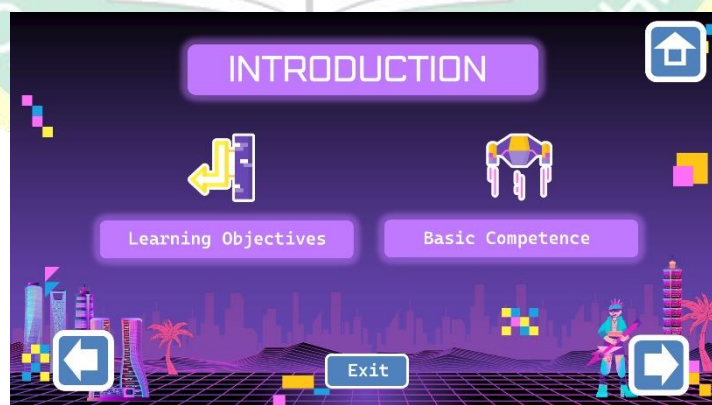 INTRODUCTION
Learning Objectives
Basic Competence
Exit